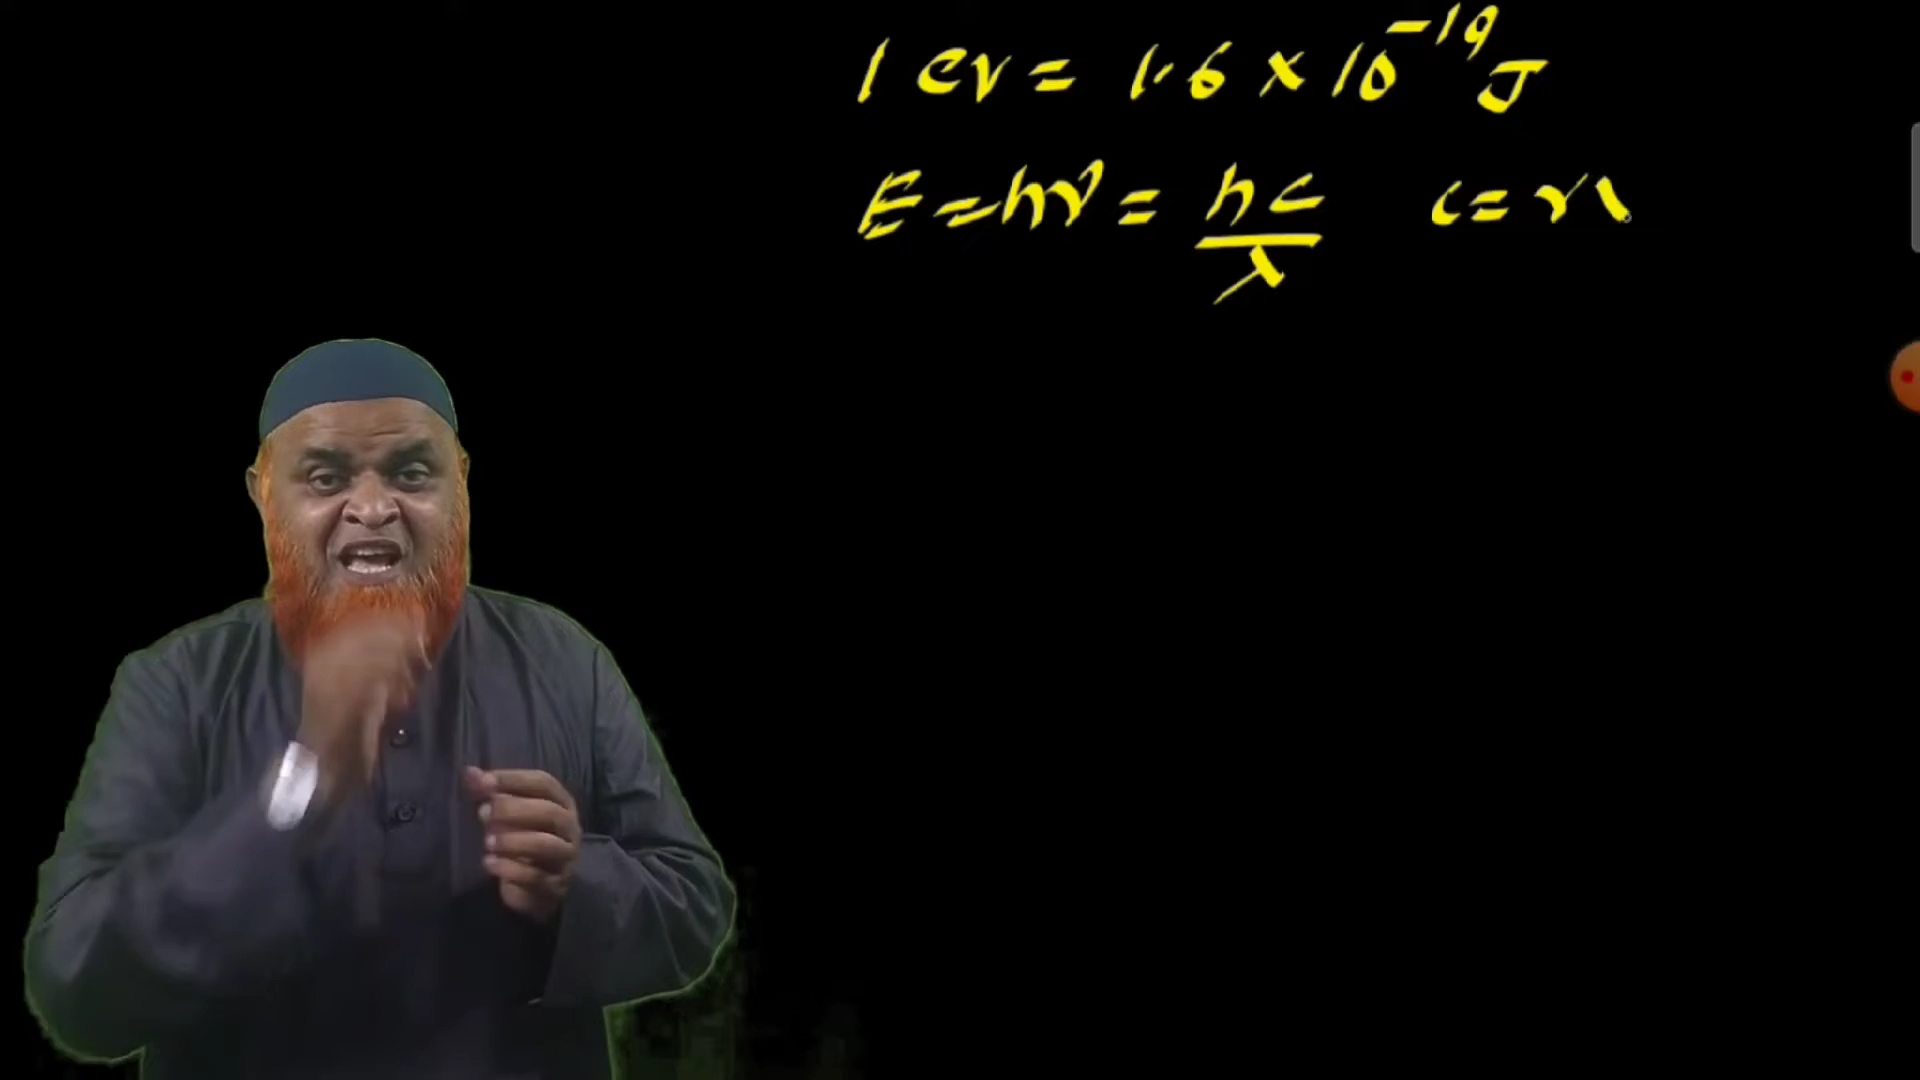 1 eV = 1.6 × 10⁻¹⁹ J
E = hν = hc/λ c = νλ